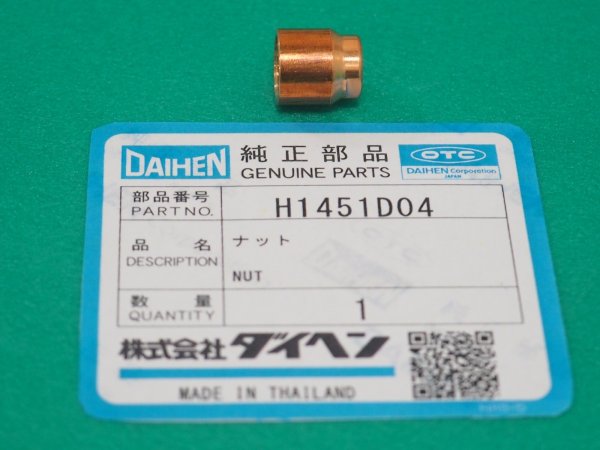 DAIHEN 純正部品 OTC
GENUINE PARTS DAIHEN Corporation
JAPAN
部品番号 H1451D04
PART NO.
品名 ナット
DESCRIPTION NUT
数量 1
QUANTITY
株式会社 ダイヘン
MADE IN THAILAND